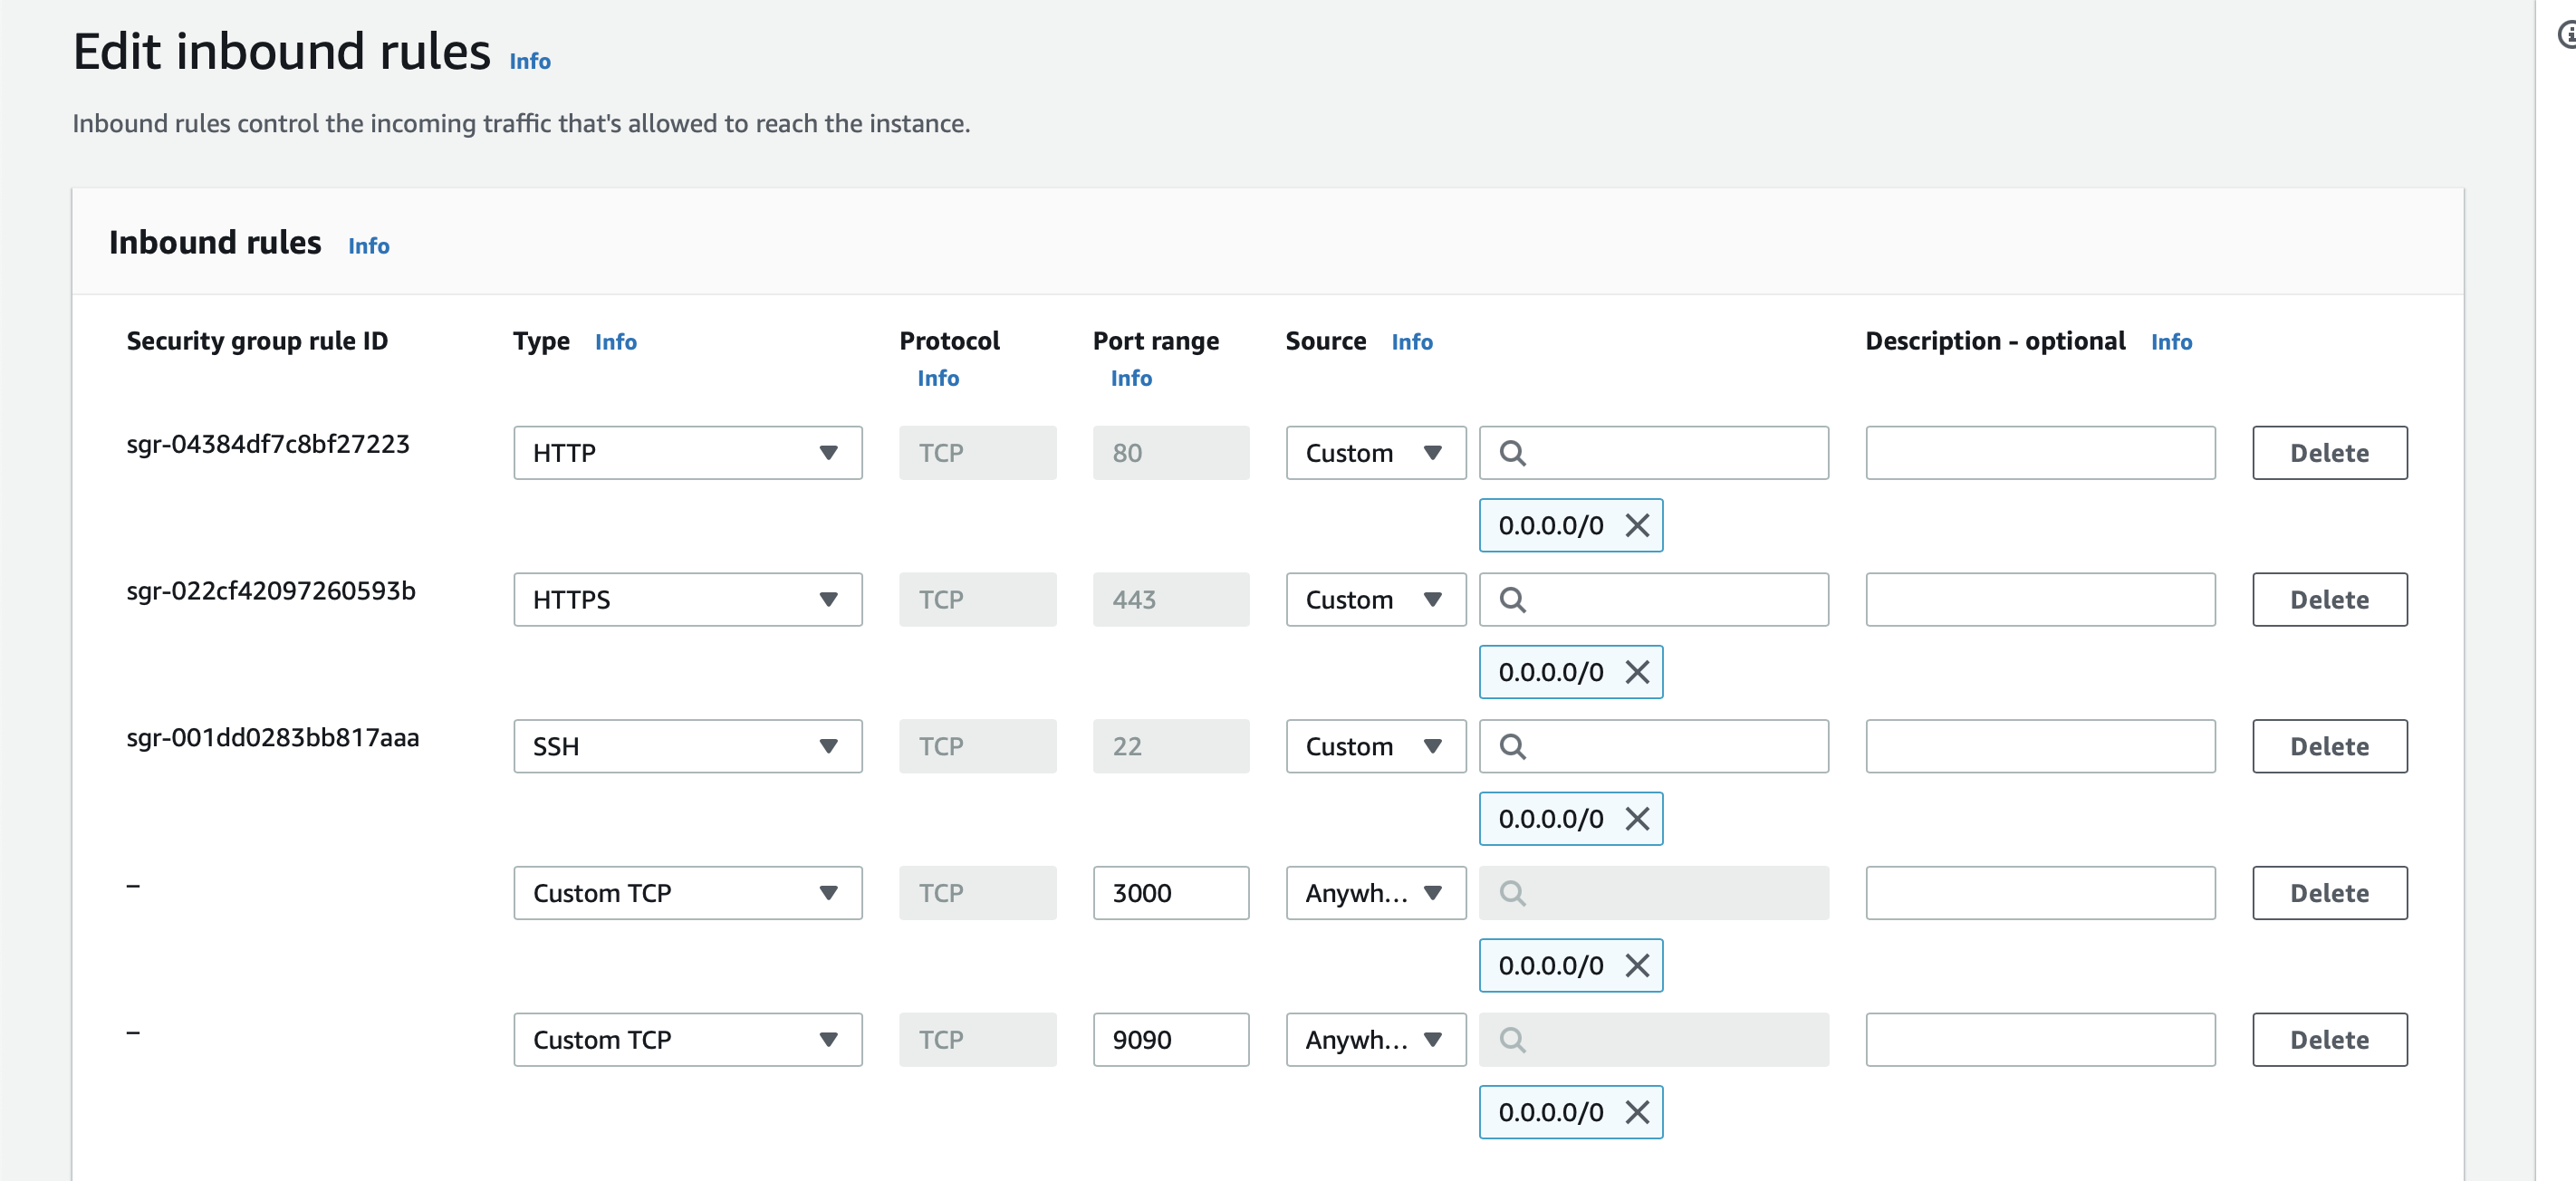 Edit inbound rules Info
Inbound rules control the incoming traffic that's allowed to reach the instance.
Inbound rules Info
Security group rule ID Type Info Protocol Info Port range Info Source Info Description - optional Info
sgr-04384df7c8bf27223 HTTP TCP 80 Custom Delete
0.0.0.0/0
sgr-022cf42097260593b HTTPS TCP 443 Custom Delete
0.0.0.0/0
sgr-001dd0283bb817aaa SSH TCP 22 Custom Delete
0.0.0.0/0
– Custom TCP TCP 3000 Anywh... Delete
0.0.0.0/0
– Custom TCP TCP 9090 Anywh... Delete
0.0.0.0/0